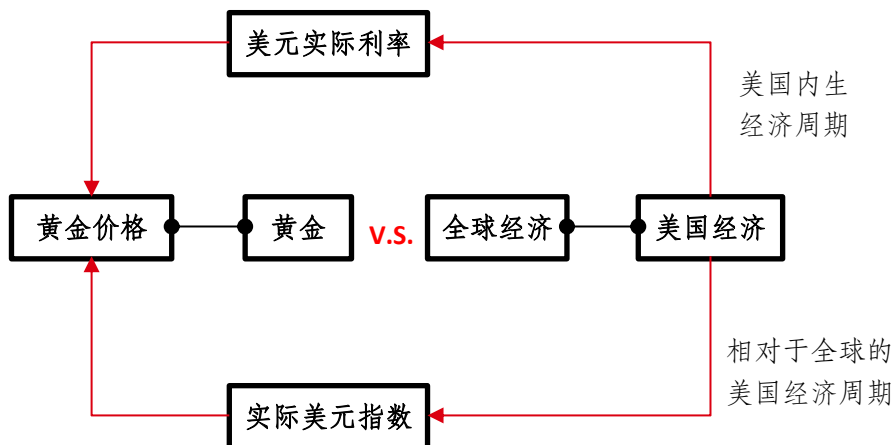 美元实际利率
美国内生
经济周期
黄金价格
黄金
V.S.
全球经济
美国经济
相对于全球的
美国经济周期
实际美元指数